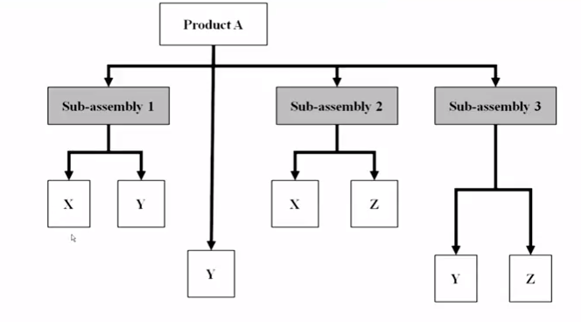 Product A
Sub-assembly 1
Sub-assembly 2
Sub-assembly 3
X
Y
X
Z
Y
Y
Z